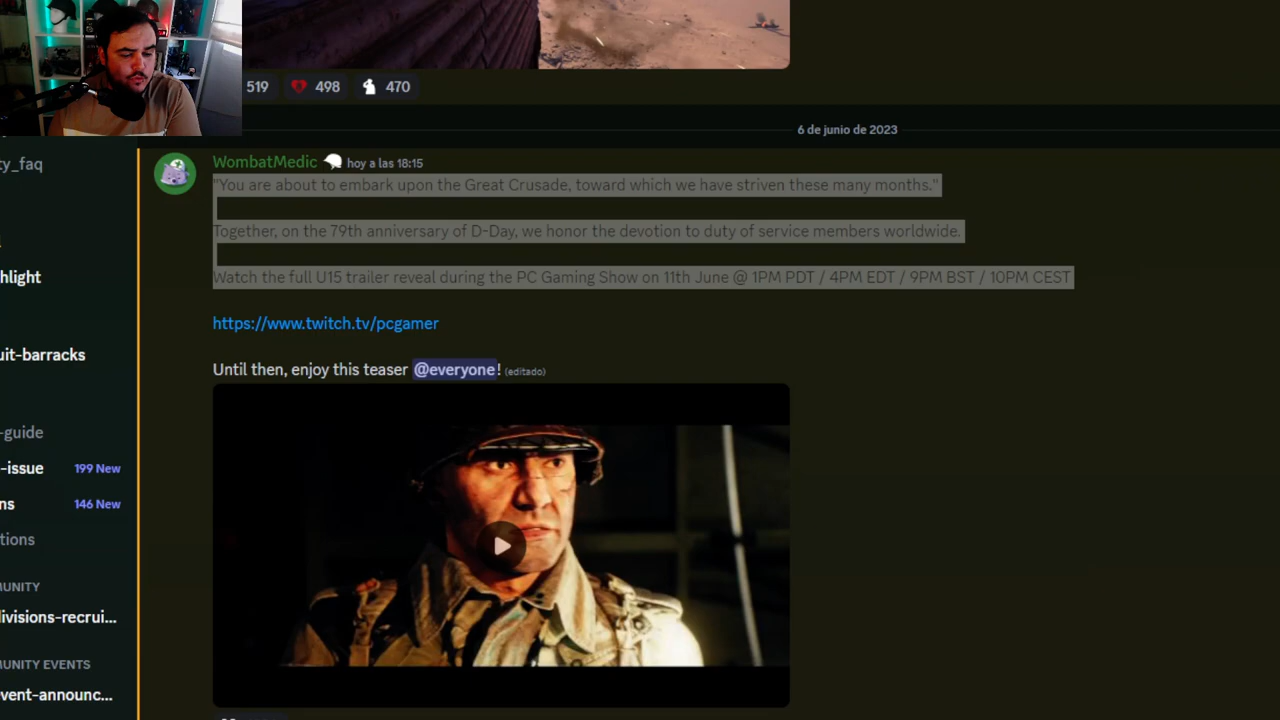 519 498 470
6 de junio de 2023
ty_faq
WombatMedic hoy a las 18:15
"You are about to embark upon the Great Crusade, toward which we have striven these many months."
Together, on the 79th anniversary of D-Day, we honor the devotion to duty of service members worldwide.
hlight
Watch the full U15 trailer reveal during the PC Gaming Show on 11th June @ 1PM PDT / 4PM EDT / 9PM BST / 10PM CEST
https://www.twitch.tv/pcgamer
uit-barracks
Until then, enjoy this teaser @everyone! (editado)
-guide
-issue 199 New
ns 146 New
tions
UNITY
ivisions-recrui...
UNITY EVENTS
vent-announc...